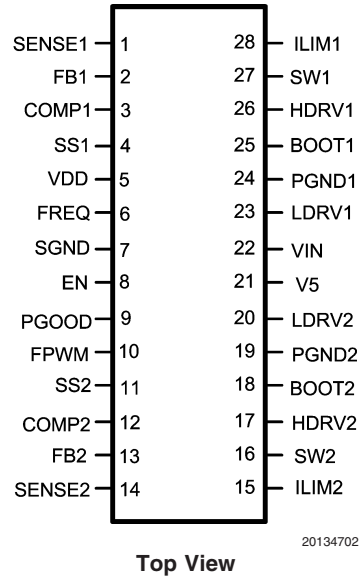 SENSE1 1 28 ILIM1
FB1 2 27 SW1
COMP1 3 26 HDRV1
SS1 4 25 BOOT1
VDD 5 24 PGND1
FREQ 6 23 LDRV1
SGND 7 22 VIN
EN 8 21 V5
PGOOD 9 20 LDRV2
FPWM 10 19 PGND2
SS2 11 18 BOOT2
COMP2 12 17 HDRV2
FB2 13 16 SW2
SENSE2 14 15 ILIM2
20134702
Top View